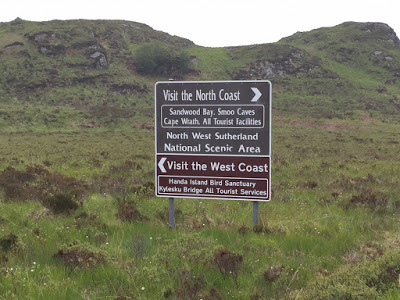 Visit the North Coast
Sandwood Bay, Smoo Caves
Cape Wrath, All Tourist Facilities
North West Sutherland
National Scenic Area
Visit the West Coast
Handa Island Bird Sanctuary
Kylesku Bridge All Tourist Services